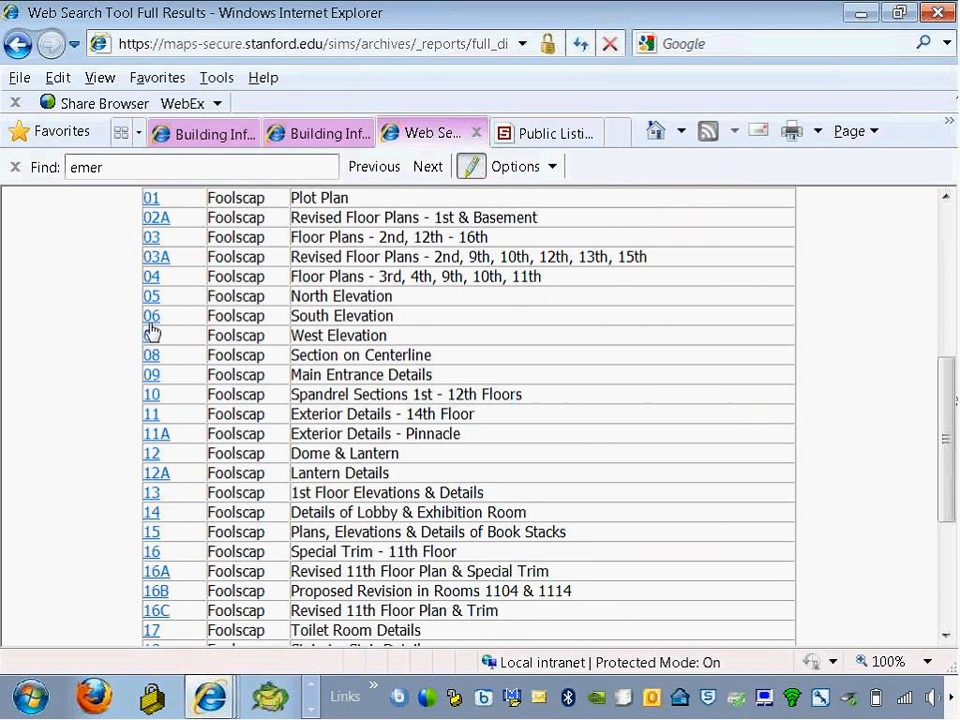 Web Search Tool Full Results - Windows Internet Explorer
https://maps-secure.stanford.edu/sims/archives/_reports/full_di
Google
File Edit View Favorites Tools Help
x Share Browser WebEx
Favorites Building Inf... Building Inf... Web Se... x Public Listi... Page
x Find: emer Previous Next Options
01 Foolscap Plot Plan
02A Foolscap Revised Floor Plans - 1st & Basement
03 Foolscap Floor Plans - 2nd, 12th - 16th
03A Foolscap Revised Floor Plans - 2nd, 9th, 10th, 12th, 13th, 15th
04 Foolscap Floor Plans - 3rd, 4th, 9th, 10th, 11th
05 Foolscap North Elevation
06 Foolscap South Elevation
Foolscap West Elevation
08 Foolscap Section on Centerline
09 Foolscap Main Entrance Details
10 Foolscap Spandrel Sections 1st - 12th Floors
11 Foolscap Exterior Details - 14th Floor
11A Foolscap Exterior Details - Pinnacle
12 Foolscap Dome & Lantern
12A Foolscap Lantern Details
13 Foolscap 1st Floor Elevations & Details
14 Foolscap Details of Lobby & Exhibition Room
15 Foolscap Plans, Elevations & Details of Book Stacks
16 Foolscap Special Trim - 11th Floor
16A Foolscap Revised 11th Floor Plan & Special Trim
16B Foolscap Proposed Revision in Rooms 1104 & 1114
16C Foolscap Revised 11th Floor Plan & Trim
17 Foolscap Toilet Room Details
Local intranet | Protected Mode: On 100%
Links